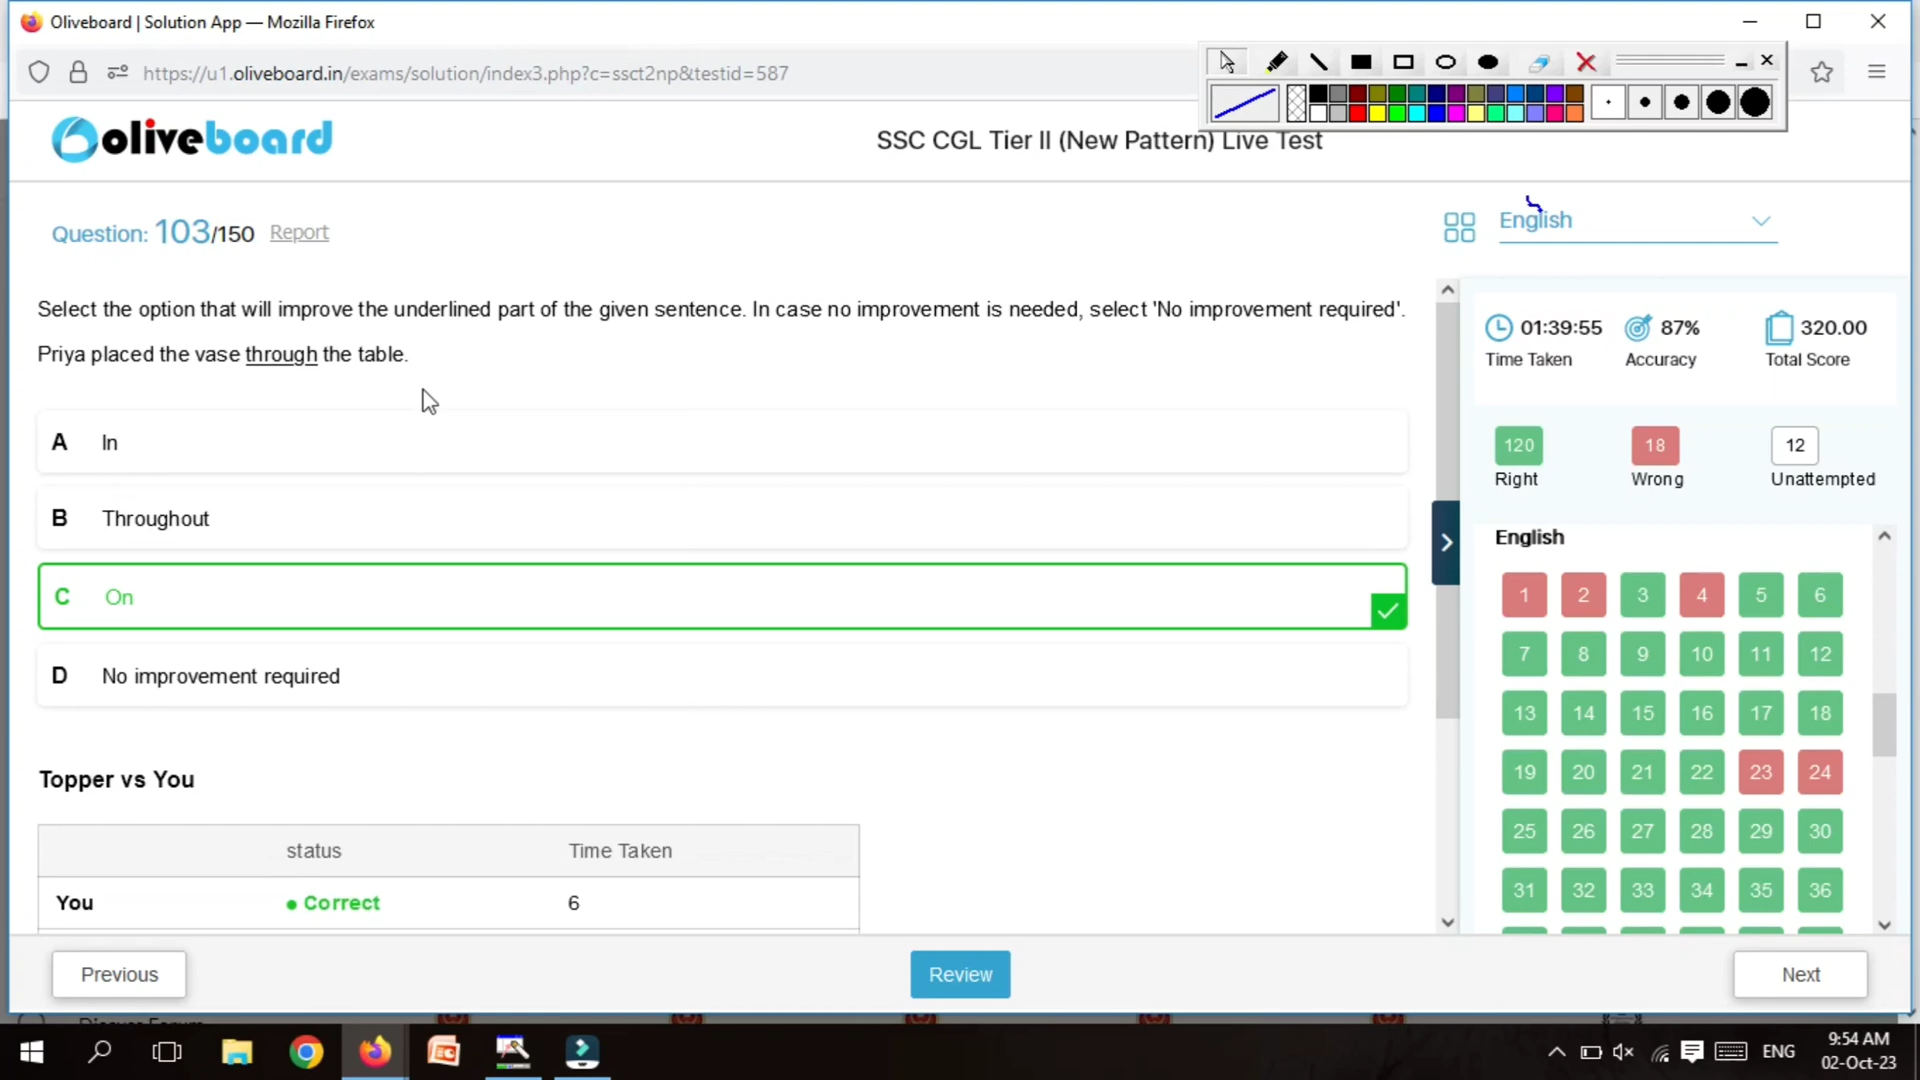 Oliveboard | Solution App — Mozilla Firefox
https://u1.oliveboard.in/exams/solution/index3.php?c=ssct2np&testid=587
oliveboard
SSC CGL Tier II (New Pattern) Live Test
Question: 103/150 Report
English
Select the option that will improve the underlined part of the given sentence. In case no improvement is needed, select 'No improvement required'.
Priya placed the vase through the table.
A In
B Throughout
C On
D No improvement required
Topper vs You
status Time Taken
You Correct 6
01:39:55 87% 320.00
Time Taken Accuracy Total Score
120 18 12
Right Wrong Unattempted
English
1 2 3 4 5 6
7 8 9 10 11 12
13 14 15 16 17 18
19 20 21 22 23 24
25 26 27 28 29 30
31 32 33 34 35 36
Previous Review Next
ENG
9:54 AM
02-Oct-23